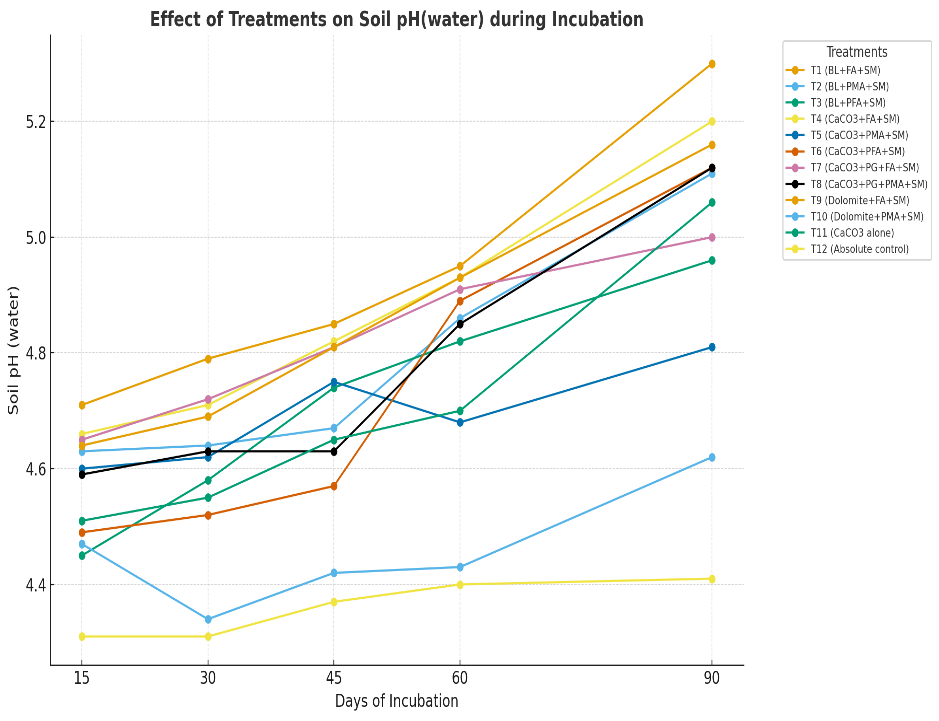 Effect of Treatments on Soil pH(water) during Incubation
Treatments
T1 (BL+FA+SM)
T2 (BL+PMA+SM)
T3 (BL+PFA+SM)
T4 (CaCO3+FA+SM)
T5 (CaCO3+PMA+SM)
T6 (CaCO3+PFA+SM)
T7 (CaCO3+PG+FA+SM)
T8 (CaCO3+PG+PMA+SM)
T9 (Dolomite+FA+SM)
T10 (Dolomite+PMA+SM)
T11 (CaCO3 alone)
T12 (Absolute control)
Soil pH (water)
5.2
5.0
4.8
4.6
4.4
15 30 45 60 90
Days of Incubation